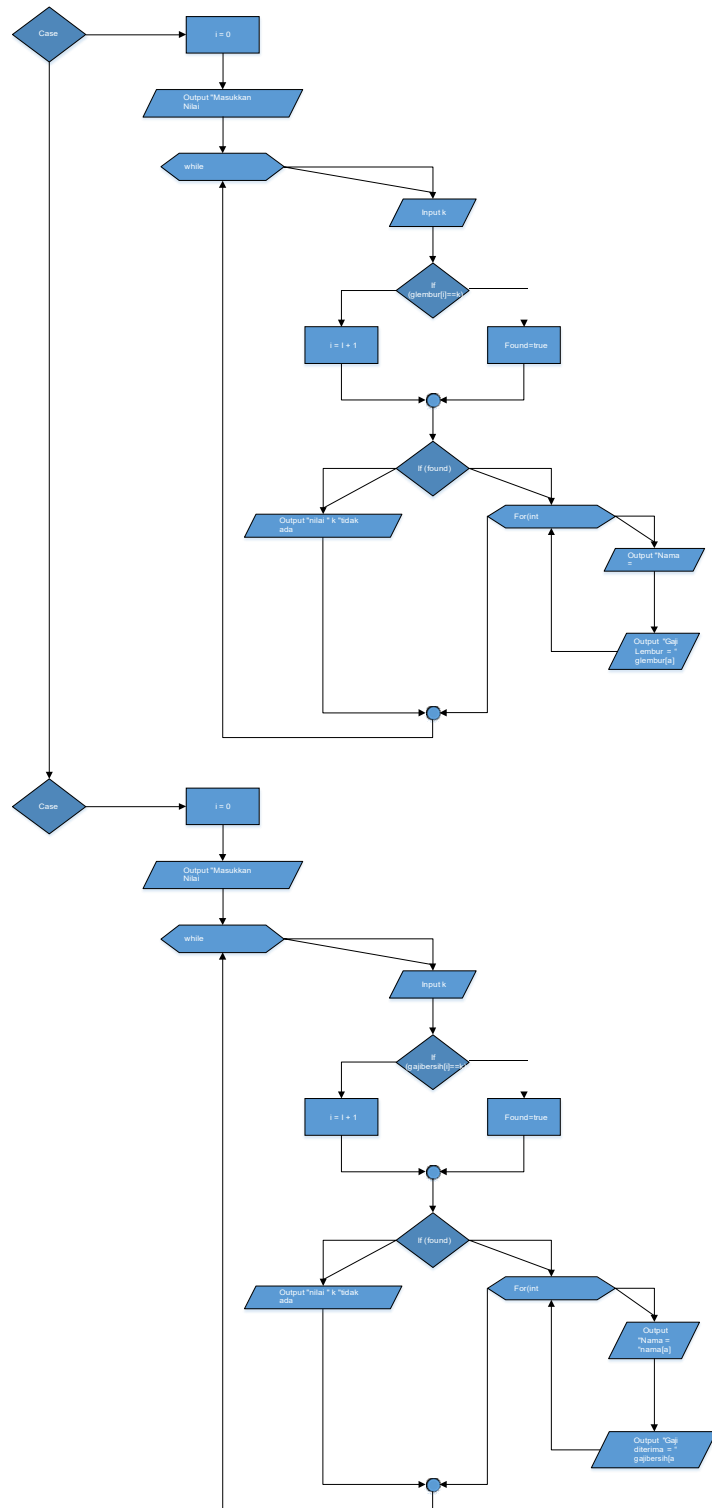 Case
i = 0
Output "Masukkan
Nilai
while
Input k
If
(glembur[i]==k)
i = I + 1
Found=true
If (found)
Output "nilai " k "tidak
ada
For(int
Output "Nama
=
Output "Gaji
Lembur = "
glembur[a]
Case
i = 0
Output "Masukkan
Nilai
while
Input k
If
(gajibersih[i]==k)
i = I + 1
Found=true
If (found)
Output "nilai " k "tidak
ada
For(int
Output
"Nama =
"nama[a]
Output "Gaji
diterima = "
gajibersih[a